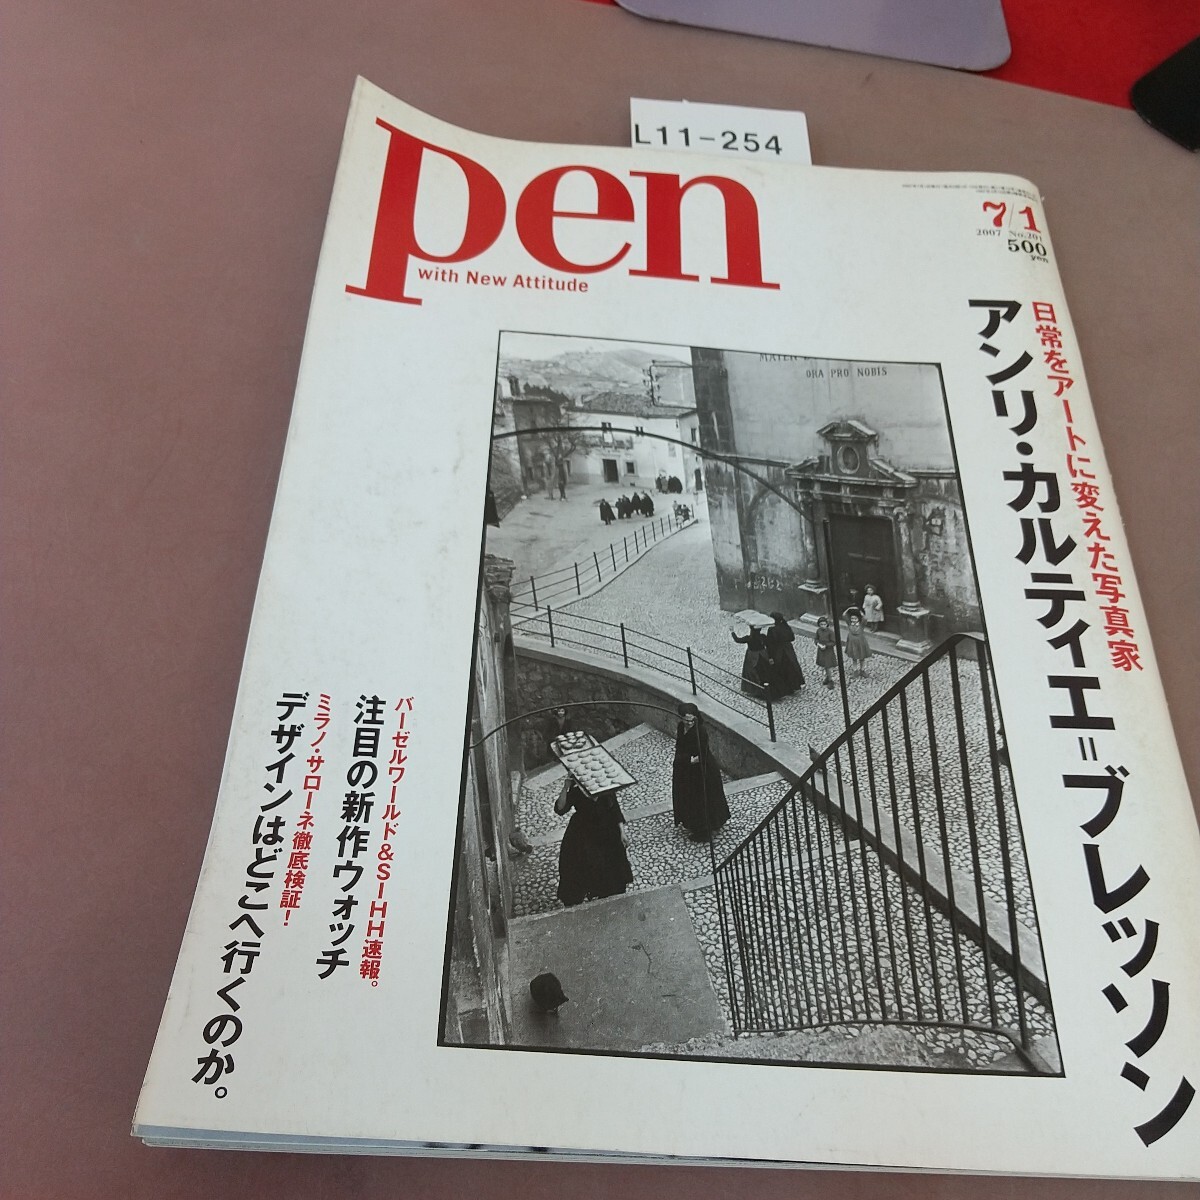 L11-254
pen
with New Attitude
7/1
2007 No.201
500
yen
日常をアートに変えた写真家
アンリ・カルティエ=ブレッソン
ORA PRO NOBIS
バーゼルワールド&SIHH速報。
注目の新作ウォッチ
ミラノ・サローネ徹底検証!
デザインはどこへ行くのか。